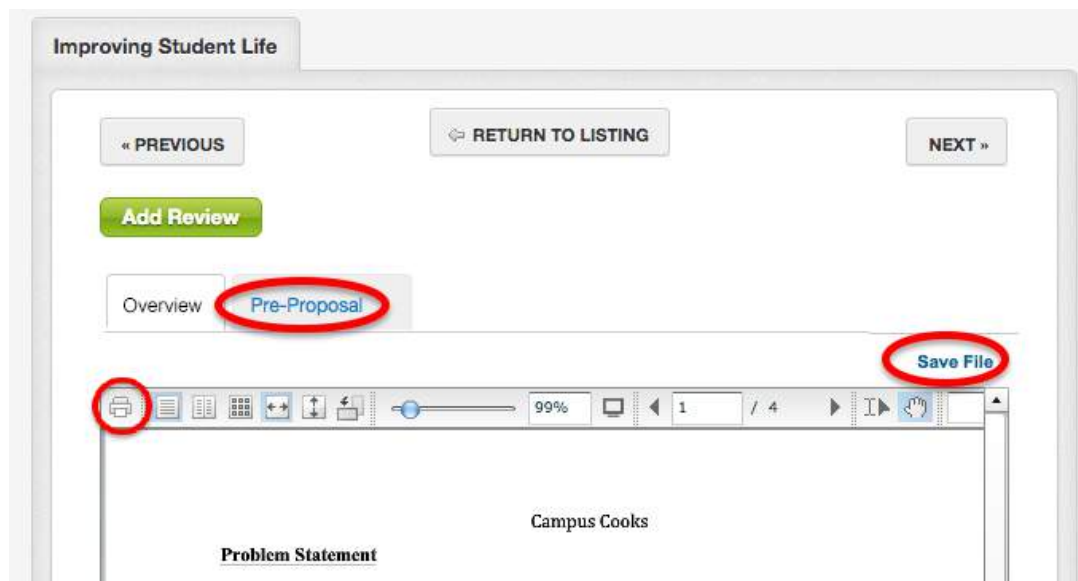 Improving Student Life
« PREVIOUS
⇦ RETURN TO LISTING
NEXT »
Add Review
Overview
Pre-Proposal
Save File
99%
1
/ 4
Campus Cooks
Problem Statement